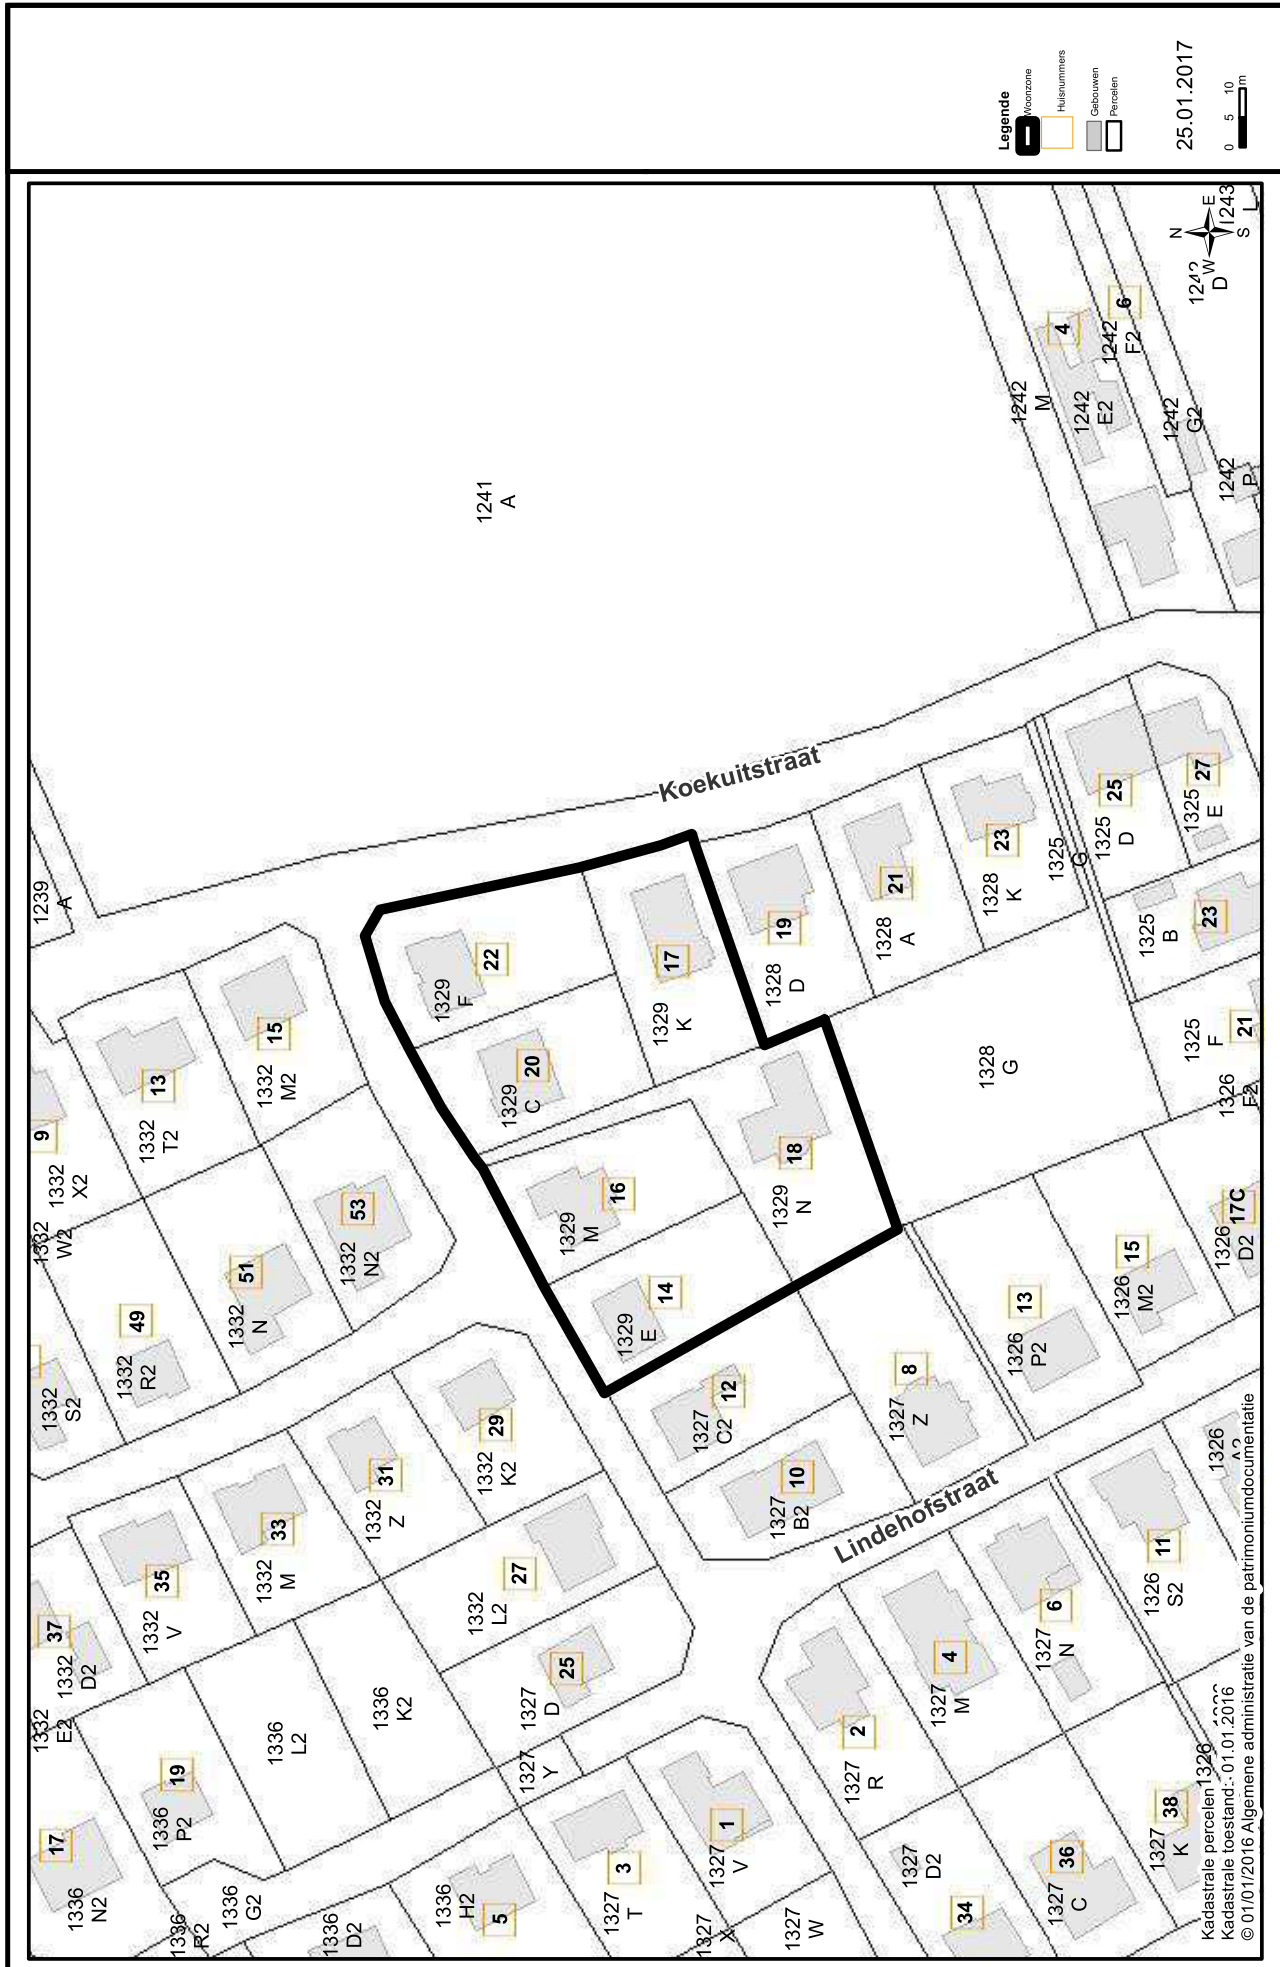 Legende
Woonzone
Huisnummers
Gebouwen
Percelen
25.01.2017
0 5 10
m
N
E
S
W
1239
A
1241
A
1242
M
4
1242
E2
1242
F2
6
1242
G2
1242
P
1242
D
1243
L
Koekuitstraat
Lindehofstraat
9
1332
X2
1332
W2
13
1332
T2
15
1332
M2
53
1332
N2
51
1332
N
49
1332
R2
1332
S2
1329
F
22
1329
C
20
1329
K
17
1329
M
16
1329
E
14
1329
N
18
1328
D
19
1328
A
21
1328
K
23
1325
G
1325
D
25
1325
E
27
1325
B
23
1325
F
21
1326
F2
1328
G
1326
D2
17C
1326
M2
15
1326
P2
13
1327
Z
8
1327
C2
12
1327
B2
10
1332
K2
29
1332
Z
31
1332
M
33
1332
V
35
37
1332
D2
1332
E2
1332
L2
27
1327
D
25
1327
Y
1336
K2
1336
L2
1336
P2
19
17
1336
N2
1336
R2
1336
G2
1336
D2
1336
H2
5
1327
T
3
1327
V
1
1327
X
1327
W
1327
R
2
1327
M
4
1327
N
6
1326
S2
11
1326
A2
1327
D2
34
1327
C
36
1327
K
38
1326
Kadastrale percelen
Kadastrale toestand: 01.01.2016
© 01/01/2016 Algemene administratie van de patrimoniumdocumentatie